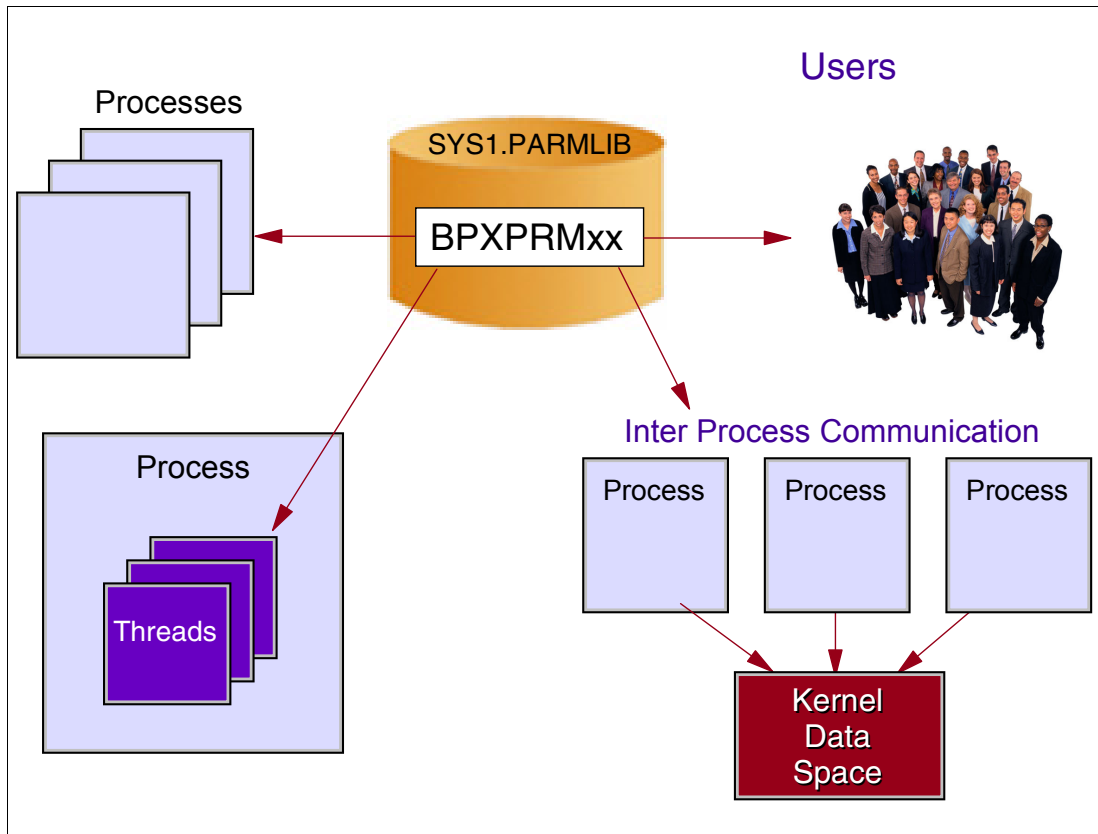 Users
Processes
SYS1.PARMLIB
BPXPRMxx
Inter Process Communication
Process
Threads
Process
Process
Process
Kernel
Data
Space